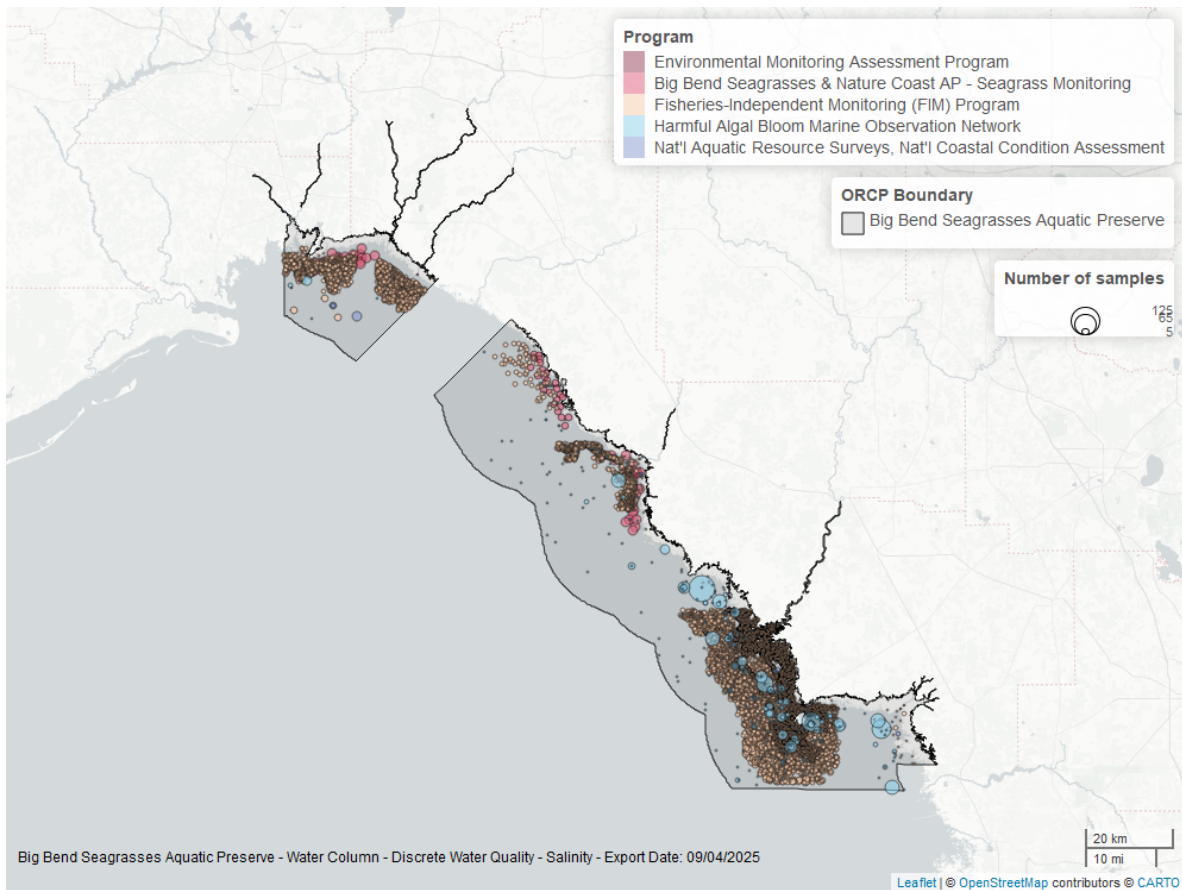 Program
Environmental Monitoring Assessment Program
Big Bend Seagrasses & Nature Coast AP - Seagrass Monitoring
Fisheries-Independent Monitoring (FIM) Program
Harmful Algal Bloom Marine Observation Network
Nat'l Aquatic Resource Surveys, Nat'l Coastal Condition Assessment
ORCP Boundary
Big Bend Seagrasses Aquatic Preserve
Number of samples
125
65
5
20 km
10 mi
Big Bend Seagrasses Aquatic Preserve - Water Column - Discrete Water Quality - Salinity - Export Date: 09/04/2025
Leaflet | © OpenStreetMap contributors © CARTO